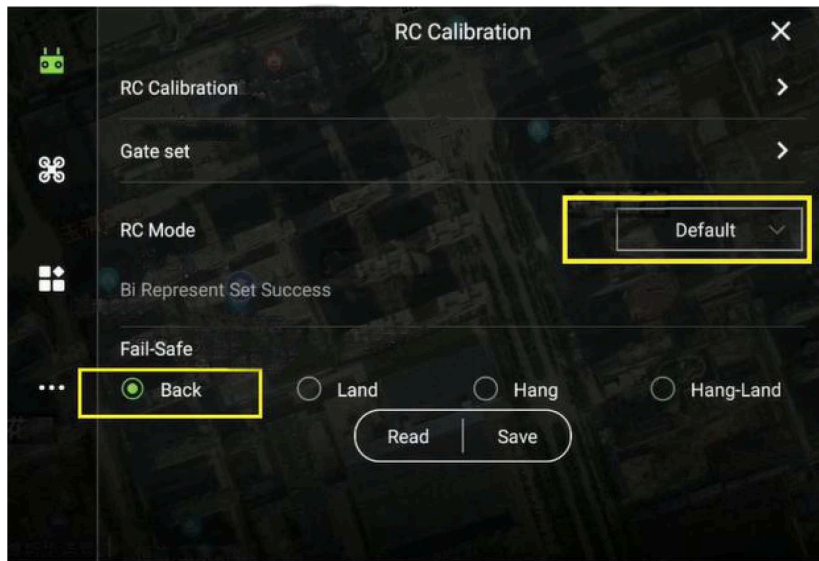 RC Calibration
RC Calibration
Gate set
RC Mode
Default
Bi Represent Set Success
Fail-Safe
Back
Land
Hang
Hang-Land
Read
Save